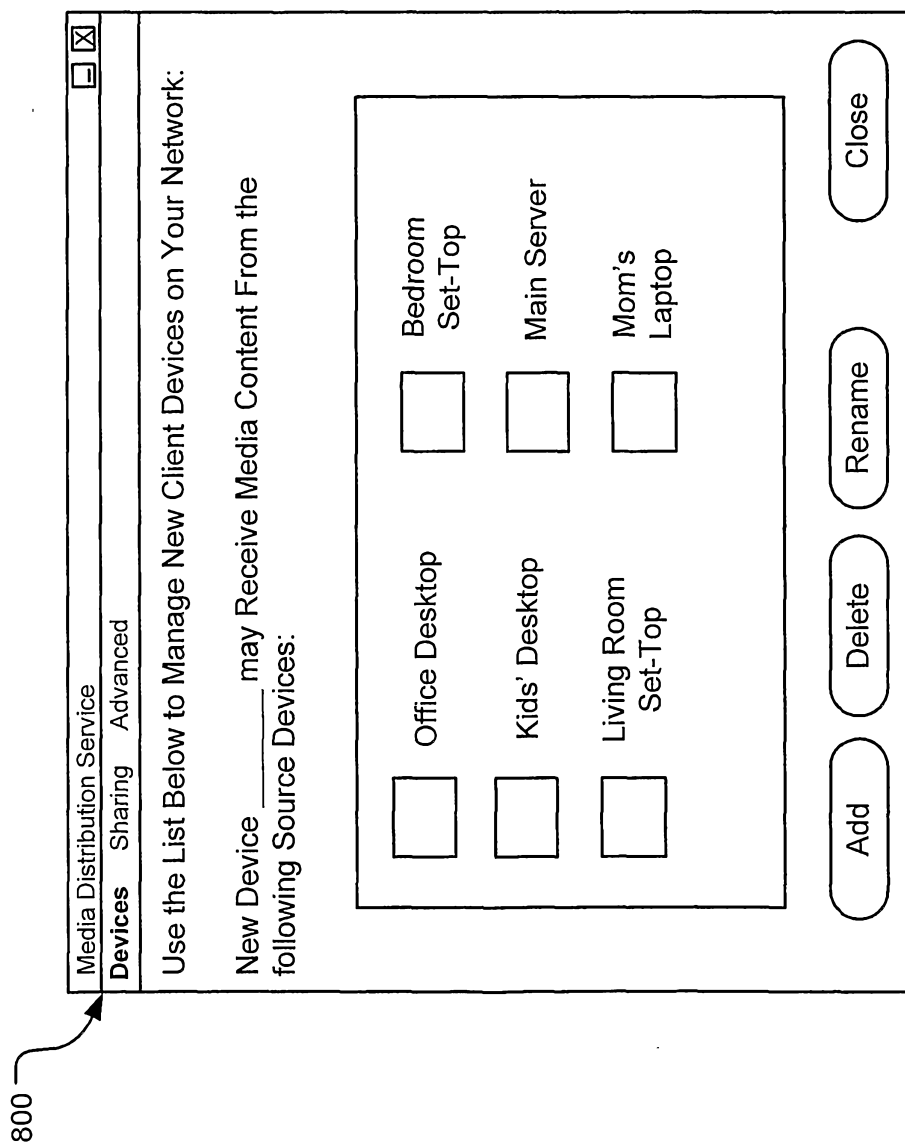 800
Media Distribution Service
Devices Sharing Advanced
Use the List Below to Manage New Client Devices on Your Network:
New Device ________ may Receive Media Content From the
following Source Devices:
Office Desktop
Bedroom
Set-Top
Kids' Desktop
Main Server
Living Room
Set-Top
Mom's
Laptop
Add
Delete
Rename
Close